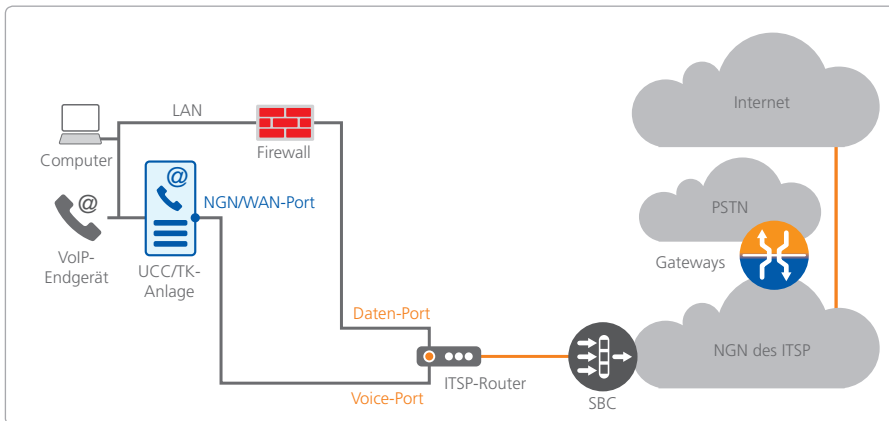 LAN
Internet
Computer
Firewall
@
@
NGN/WAN-Port
PSTN
VoIP-
Endgerät
UCC/TK-
Anlage
Gateways
Daten-Port
NGN des ITSP
ITSP-Router
Voice-Port
SBC